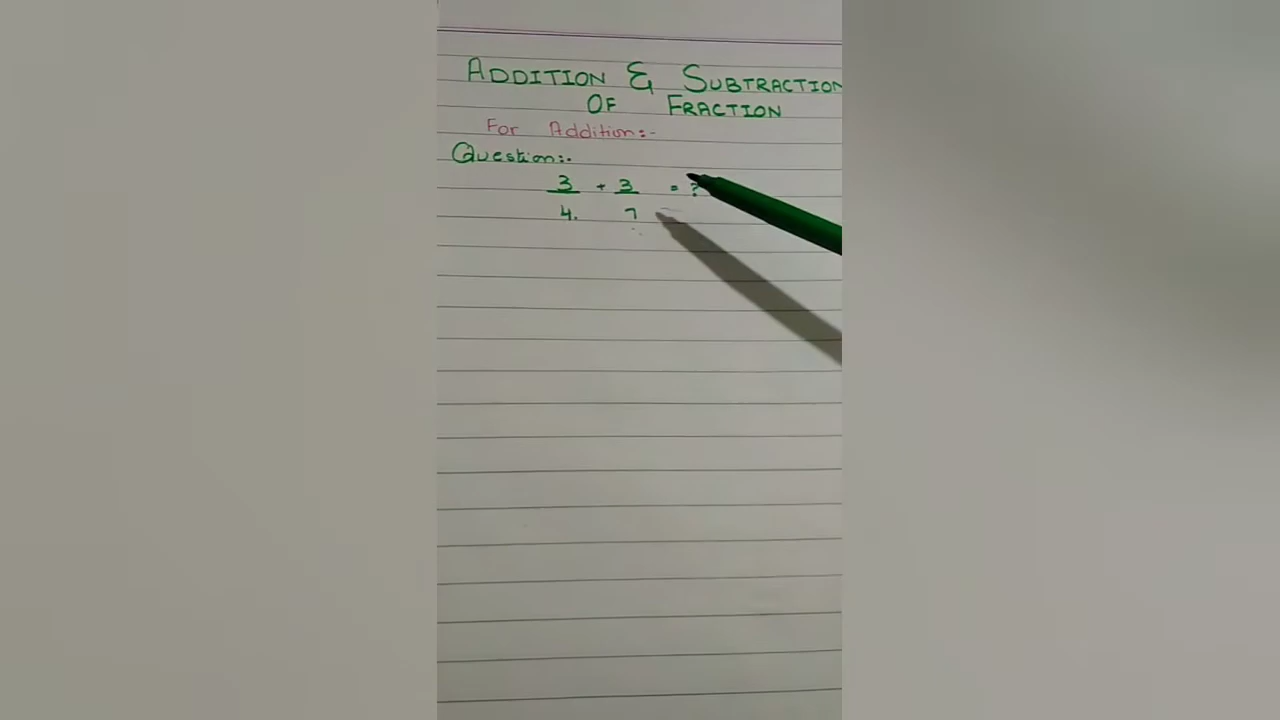 ADDITION & SUBTRACTION
OF FRACTION
For Addition:-
Question:-
3 + 3 = ?
4. 7